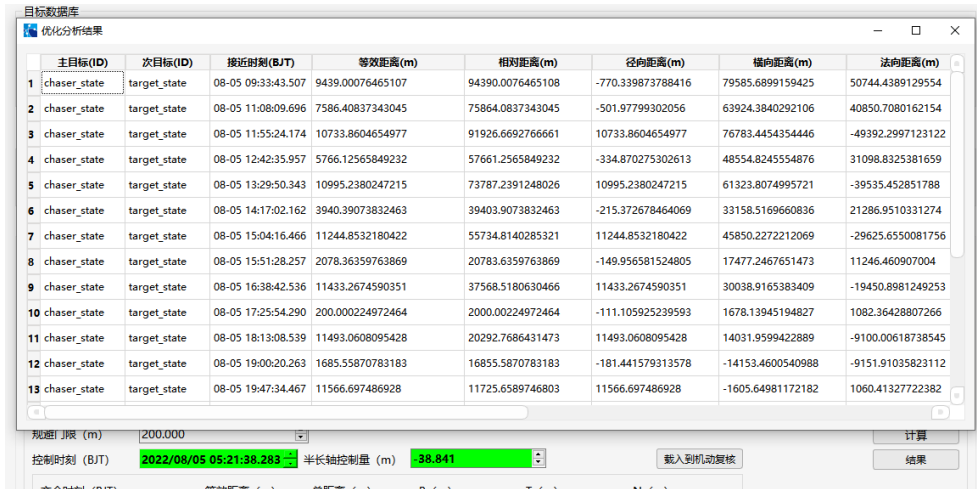 目标数据库
优化分析结果
主目标(ID) 次目标(ID) 接近时刻(BJT) 等效距离(m) 相对距离(m) 径向距离(m) 横向距离(m) 法向距离(m)
1 chaser_state target_state 08-05 09:33:43.507 9439.00076465107 94390.0076465108 -770.339873788416 79585.6899159425 50744.4389129554
2 chaser_state target_state 08-05 11:08:09.696 7586.40837343045 75864.0837343045 -501.97799302056 63924.3840292106 40850.7080162154
3 chaser_state target_state 08-05 11:55:24.174 10733.8604654977 91926.6692766661 10733.8604654977 76783.4454354446 -49392.2997123122
4 chaser_state target_state 08-05 12:42:35.957 5766.12565849232 57661.2565849232 -334.870275302613 48554.8245554876 31098.8325381659
5 chaser_state target_state 08-05 13:29:50.343 10995.2380247215 73787.2391248026 10995.2380247215 61323.8074995721 -39535.452851788
6 chaser_state target_state 08-05 14:17:02.162 3940.39073832463 39403.9073832463 -215.372678464069 33158.5169660836 21286.9510331274
7 chaser_state target_state 08-05 15:04:16.466 11244.8532180422 55734.8140285321 11244.8532180422 45850.2272212069 -29625.6550081756
8 chaser_state target_state 08-05 15:51:28.257 2078.36359763869 20783.6359763869 -149.956581524805 17477.2467651473 11246.460907004
9 chaser_state target_state 08-05 16:38:42.536 11433.2674590351 37568.5180630466 11433.2674590351 30038.9165383409 -19450.8981249253
10 chaser_state target_state 08-05 17:25:54.290 200.000224972464 2000.00224972464 -111.105925239593 1678.13945194827 1082.36428807266
11 chaser_state target_state 08-05 18:13:08.539 11493.0608095428 20292.7686431473 11493.0608095428 14031.9599422889 -9100.00618738545
12 chaser_state target_state 08-05 19:00:20.263 1685.55870783183 16855.5870783183 -181.441579313578 -14153.4600540988 -9151.91035823112
13 chaser_state target_state 08-05 19:47:34.467 11566.697486928 11725.6589746803 11566.697486928 -1605.64981172182 1060.41327722382
规避门限 (m) 200.000 计算
控制时刻 (BJT) 2022/08/05 05:21:38.283 半长轴控制量 (m) -38.841 载入到机动复核 结果